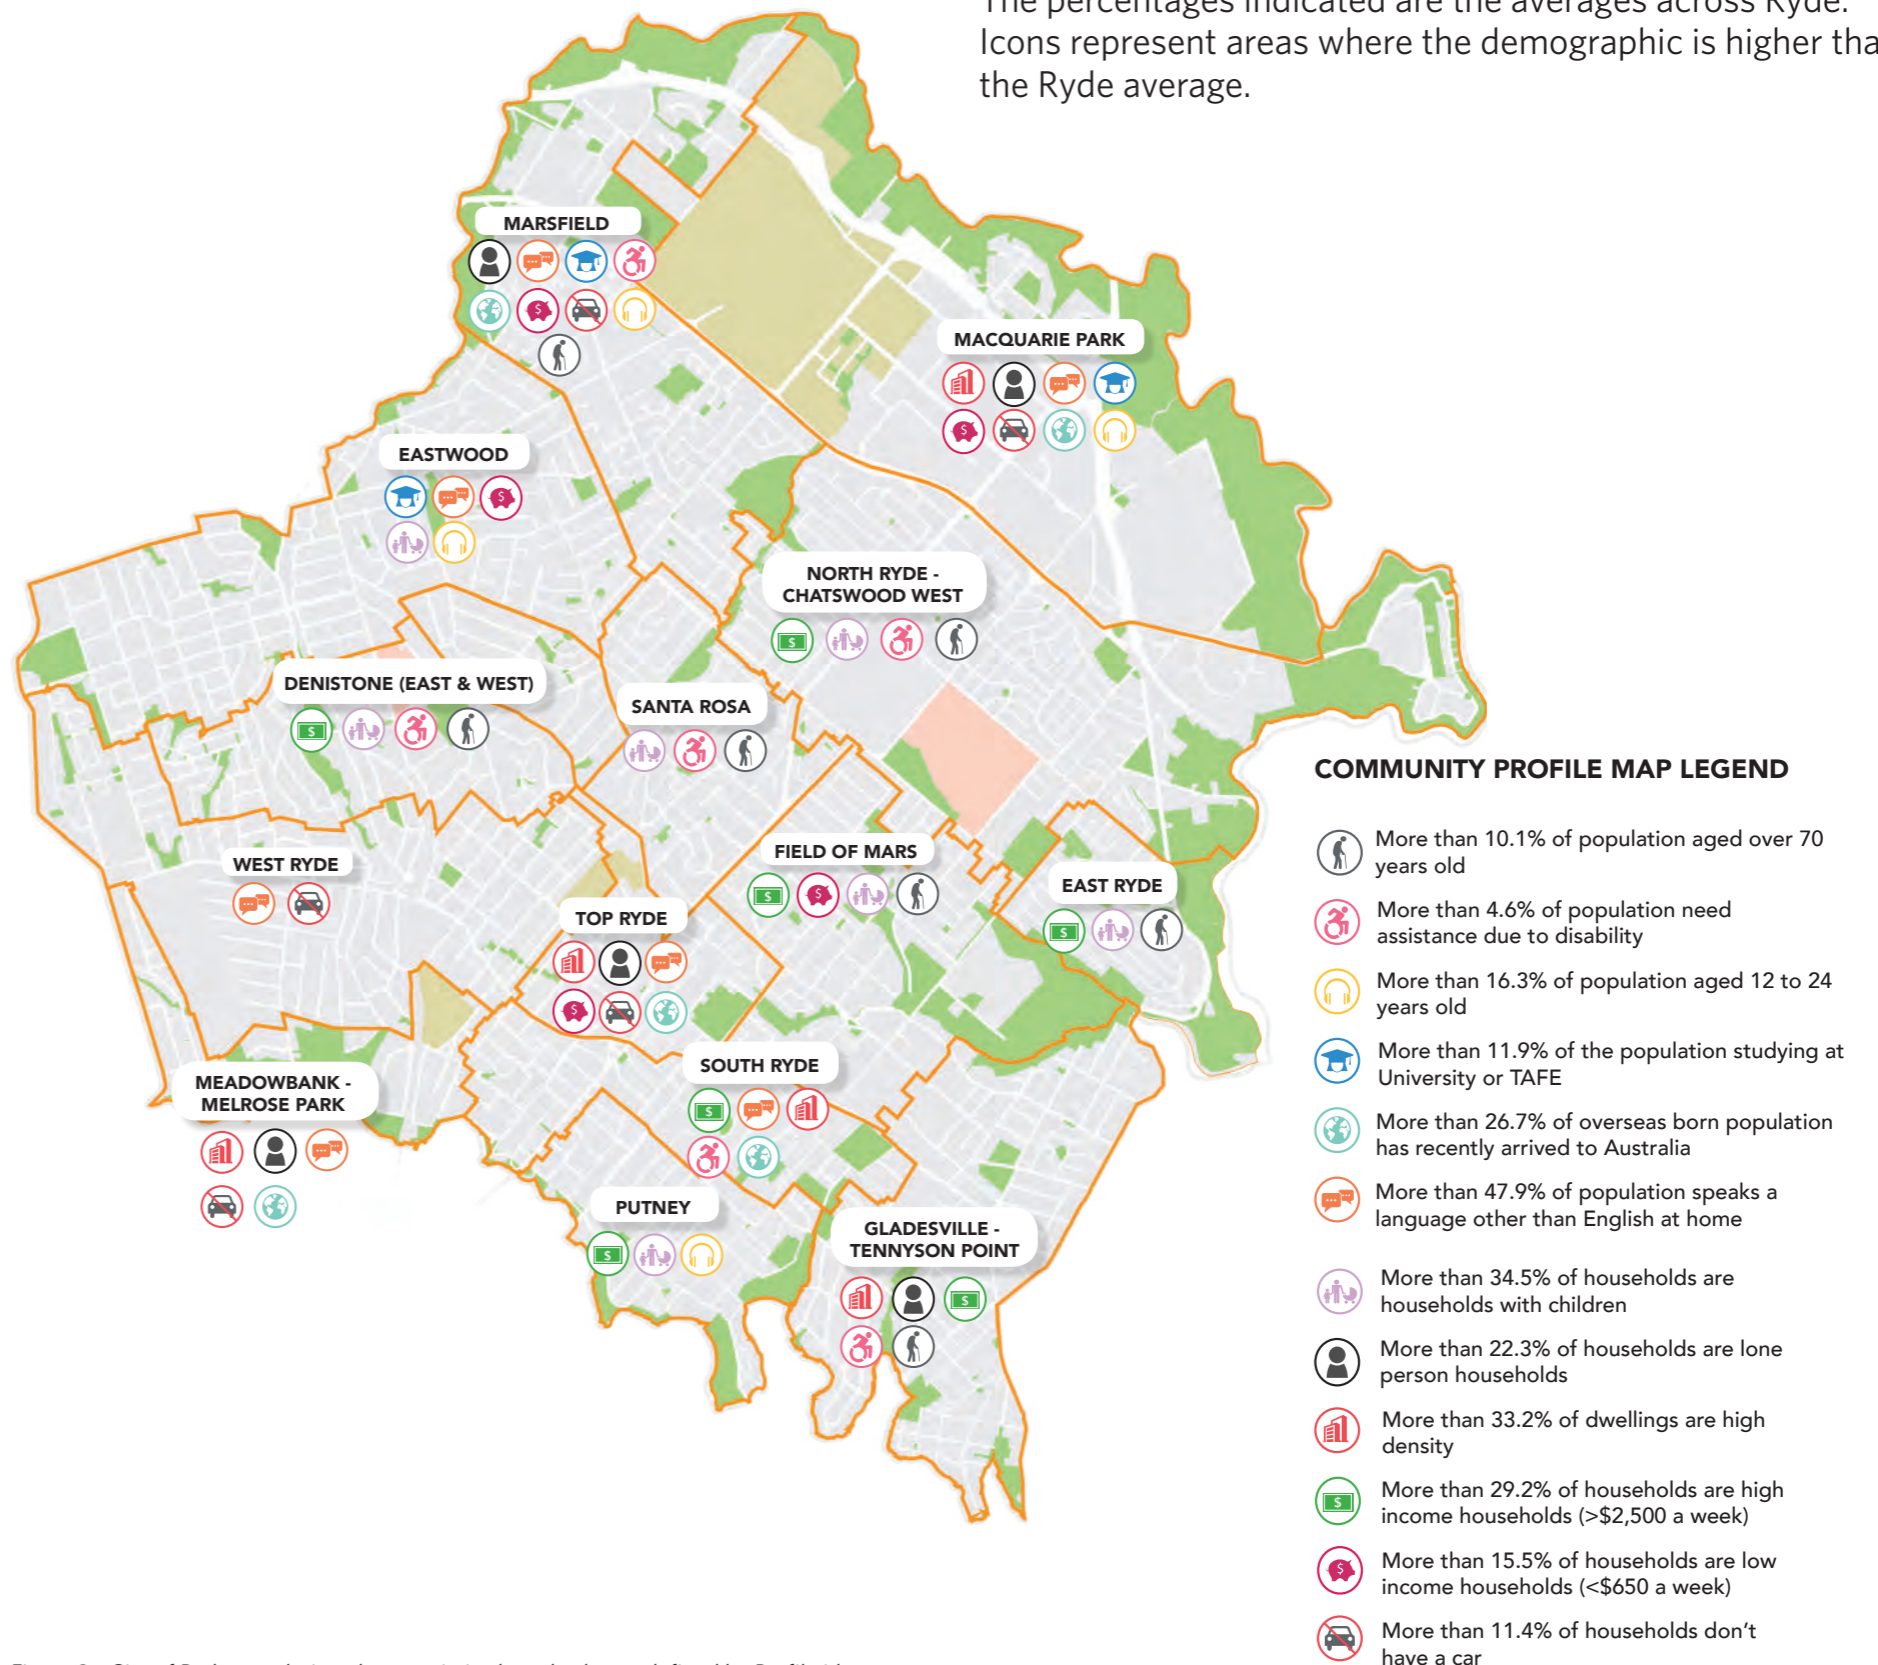 The percentages indicated are the averages across Ryde.
Icons represent areas where the demographic is higher tha
the Ryde average.
MARSFIELD
MACQUARIE PARK
EASTWOOD
NORTH RYDE -
CHATSWOOD WEST
DENISTONE (EAST & WEST)
SANTA ROSA
WEST RYDE
FIELD OF MARS
EAST RYDE
TOP RYDE
SOUTH RYDE
MEADOWBANK -
MELROSE PARK
PUTNEY
GLADESVILLE -
TENNYSON POINT
COMMUNITY PROFILE MAP LEGEND
More than 10.1% of population aged over 70
years old
More than 4.6% of population need
assistance due to disability
More than 16.3% of population aged 12 to 24
years old
More than 11.9% of the population studying at
University or TAFE
More than 26.7% of overseas born population
has recently arrived to Australia
More than 47.9% of population speaks a
language other than English at home
More than 34.5% of households are
households with children
More than 22.3% of households are lone
person households
More than 33.2% of dwellings are high
density
More than 29.2% of households are high
income households (>$2,500 a week)
More than 15.5% of households are low
income households (<$650 a week)
More than 11.4% of households don't
have a car